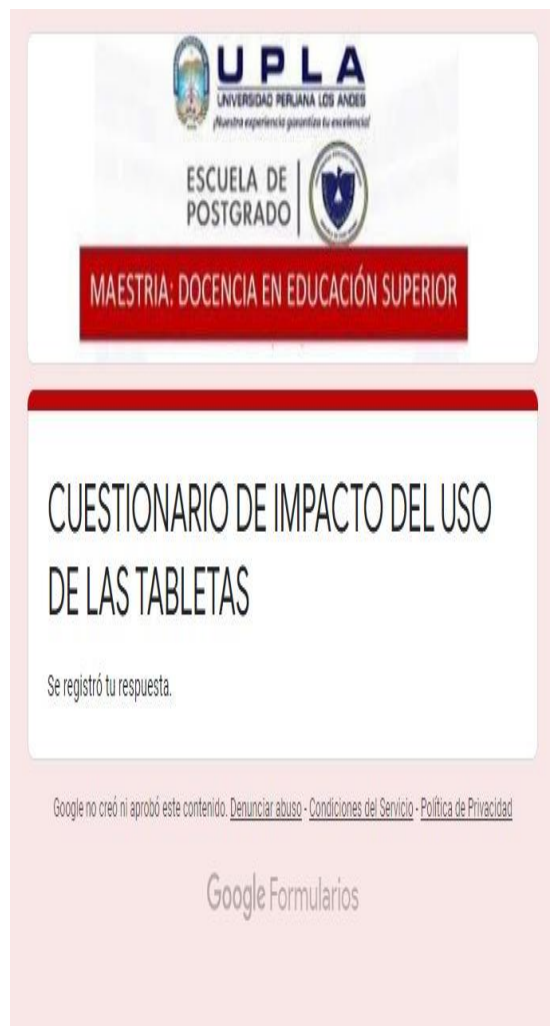 UPLA
UNIVERSIDAD PERUANA LOS ANDES
¡Nuestra experiencia garantiza tu excelencia!
ESCUELA DE
POSTGRADO
MAESTRIA: DOCENCIA EN EDUCACIÓN SUPERIOR
CUESTIONARIO DE IMPACTO DEL USO
DE LAS TABLETAS
Se registró tu respuesta.
Google no creó ni aprobó este contenido. Denunciar abuso - Condiciones del Servicio - Política de Privacidad
Google Formularios